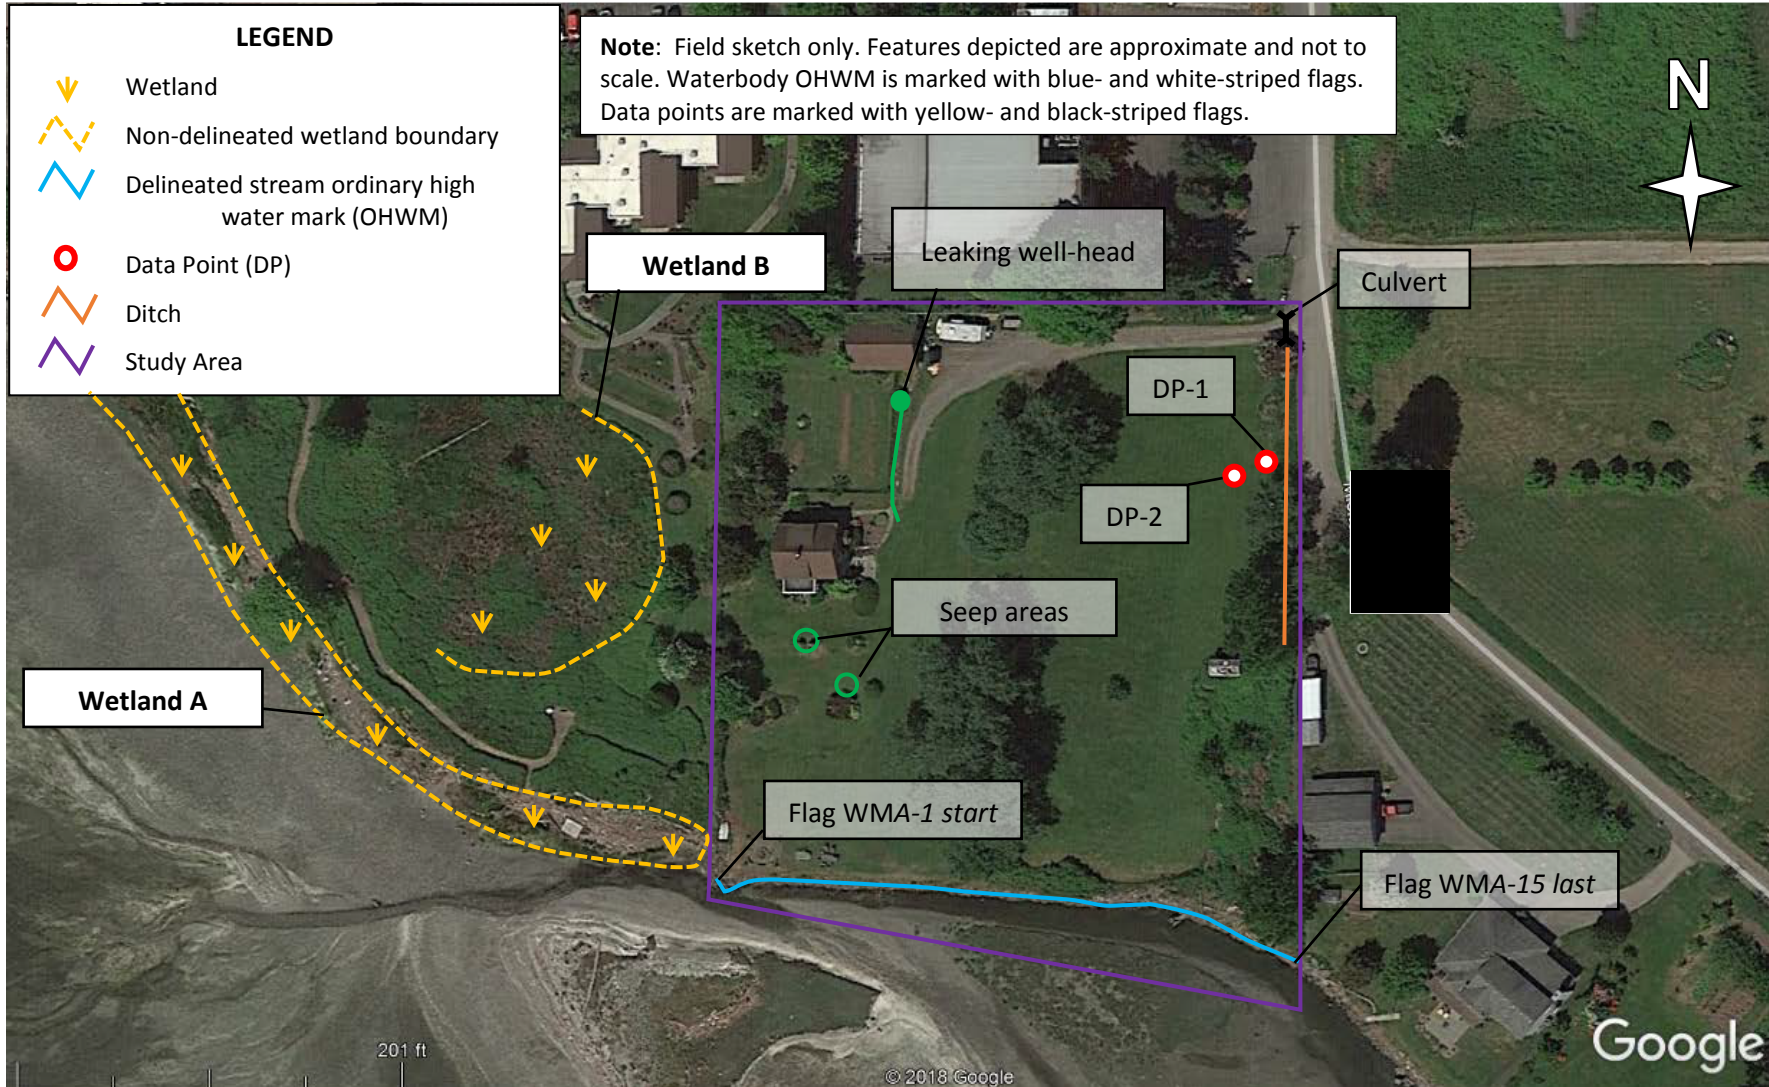 LEGEND
Wetland
Non-delineated wetland boundary
Delineated stream ordinary high
water mark (OHWM)
Data Point (DP)
Ditch
Study Area
Note: Field sketch only. Features depicted are approximate and not to
scale. Waterbody OHWM is marked with blue- and white-striped flags.
Data points are marked with yellow- and black-striped flags.
N
Wetland B
Leaking well-head
Culvert
DP-1
DP-2
Seep areas
Wetland A
Flag WMA-1 start
Flag WMA-15 last
201 ft
© 2018 Google
Google